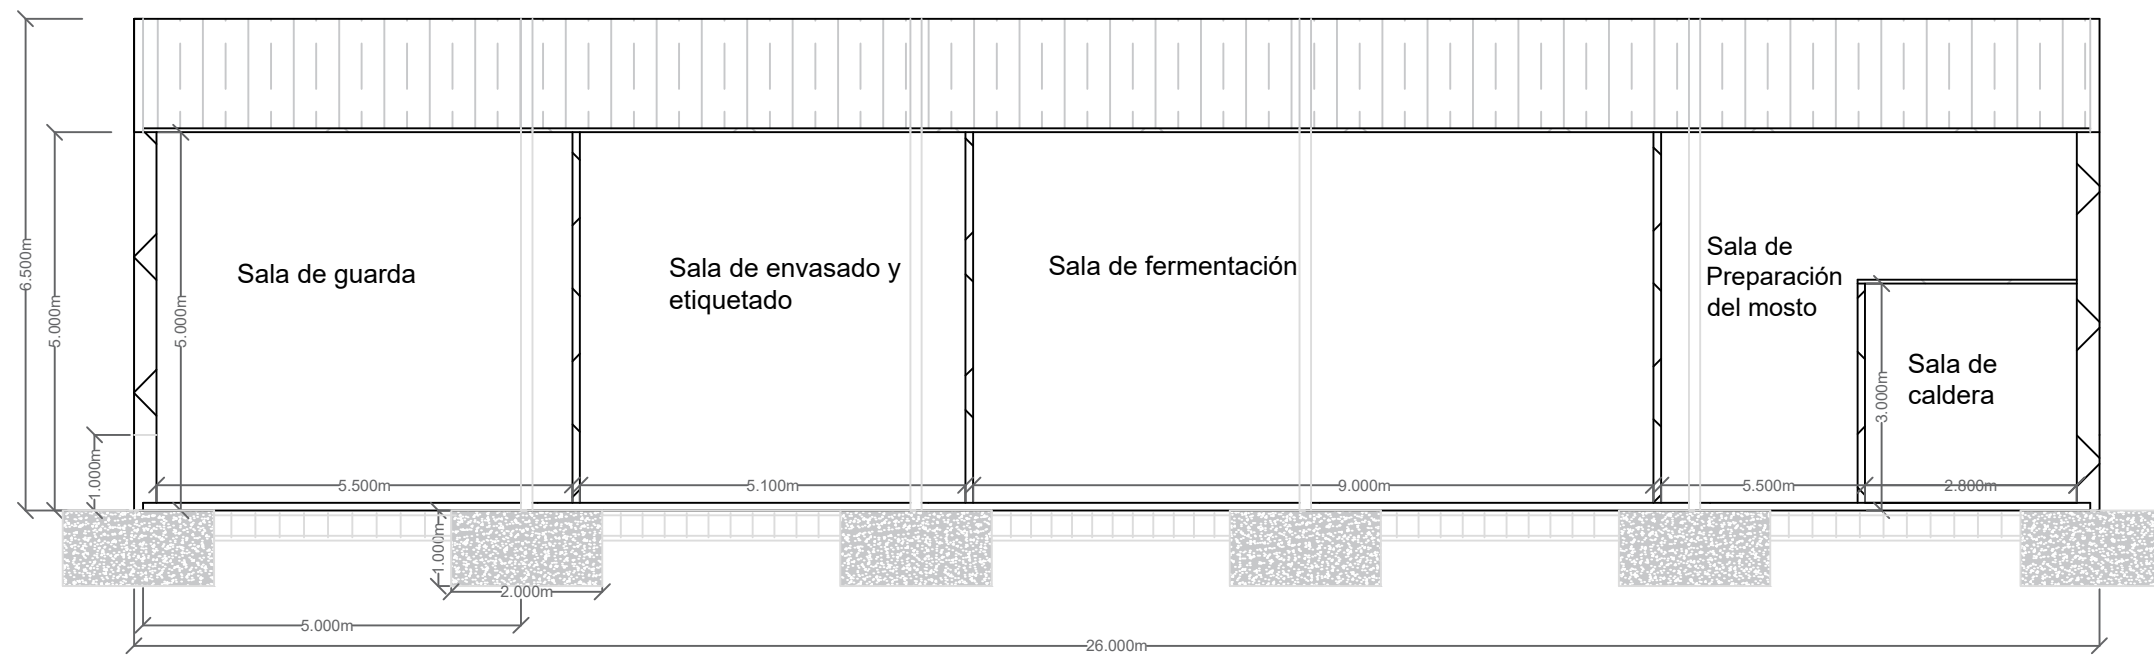 6.500m
5.000m
5.000m
1.000m
Sala de guarda
Sala de envasado y
etiquetado
Sala de fermentación
Sala de
Preparación
del mosto
Sala de
caldera
3.000m
5.500m
5.100m
9.000m
5.500m
2.800m
1.000m
2.000m
5.000m
26.000m